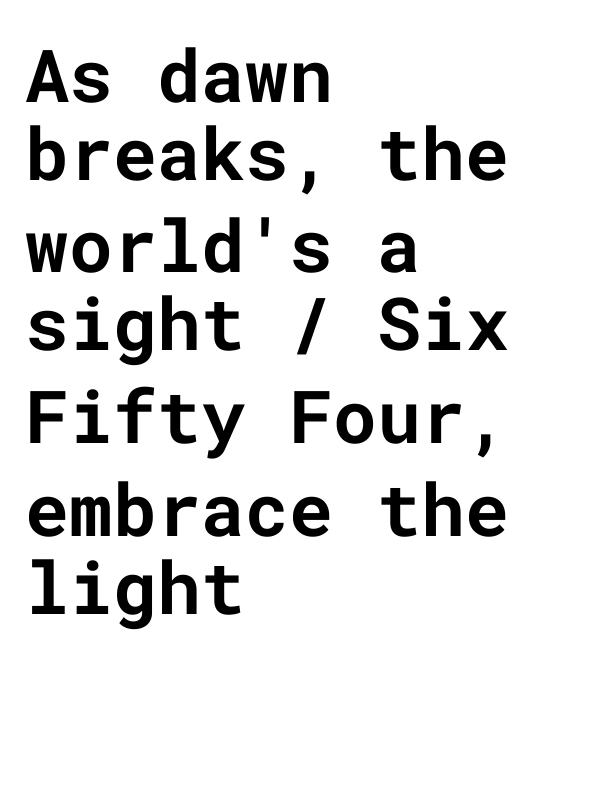 As dawn
breaks, the
world's a
sight / Six
Fifty Four,
embrace the
light